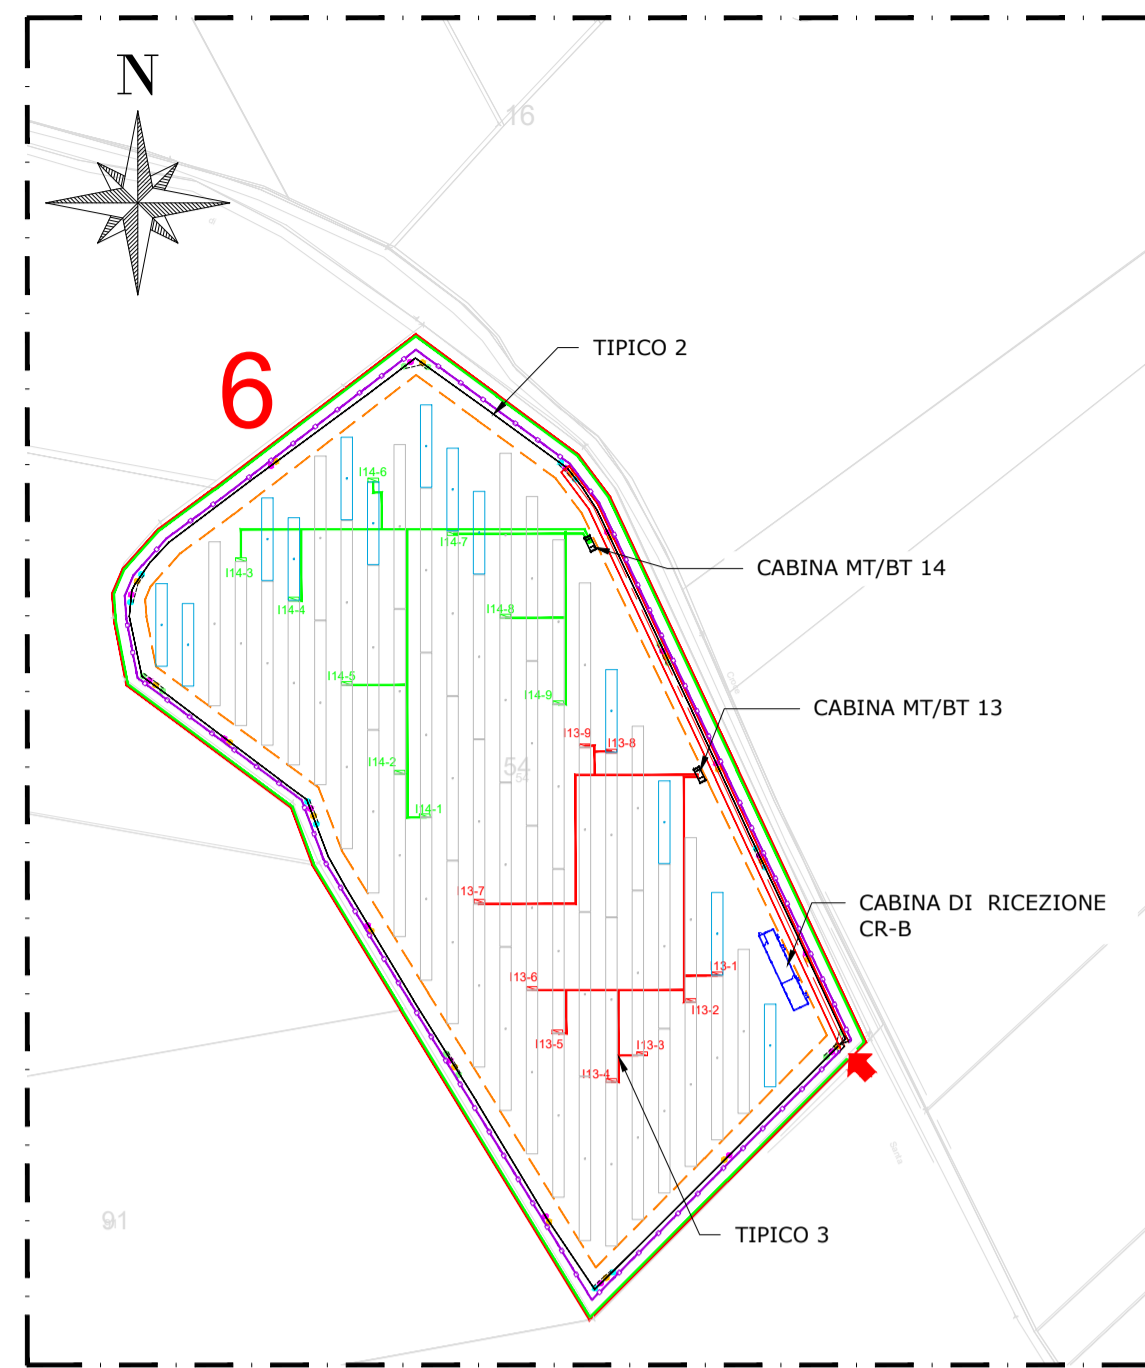 N
16
6
TIPICO 2
I14-6
I14-7
CABINA MT/BT 14
I14-3
I14-4
I14-8
I14-5
I14-9
CABINA MT/BT 13
I13-9
I13-8
54
I14-2
I14-1
I13-7
CABINA DI RICEZIONE
CR-B
I13-1
I13-6
I13-2
I13-5
I13-3
I13-4
91
TIPICO 3
Santa